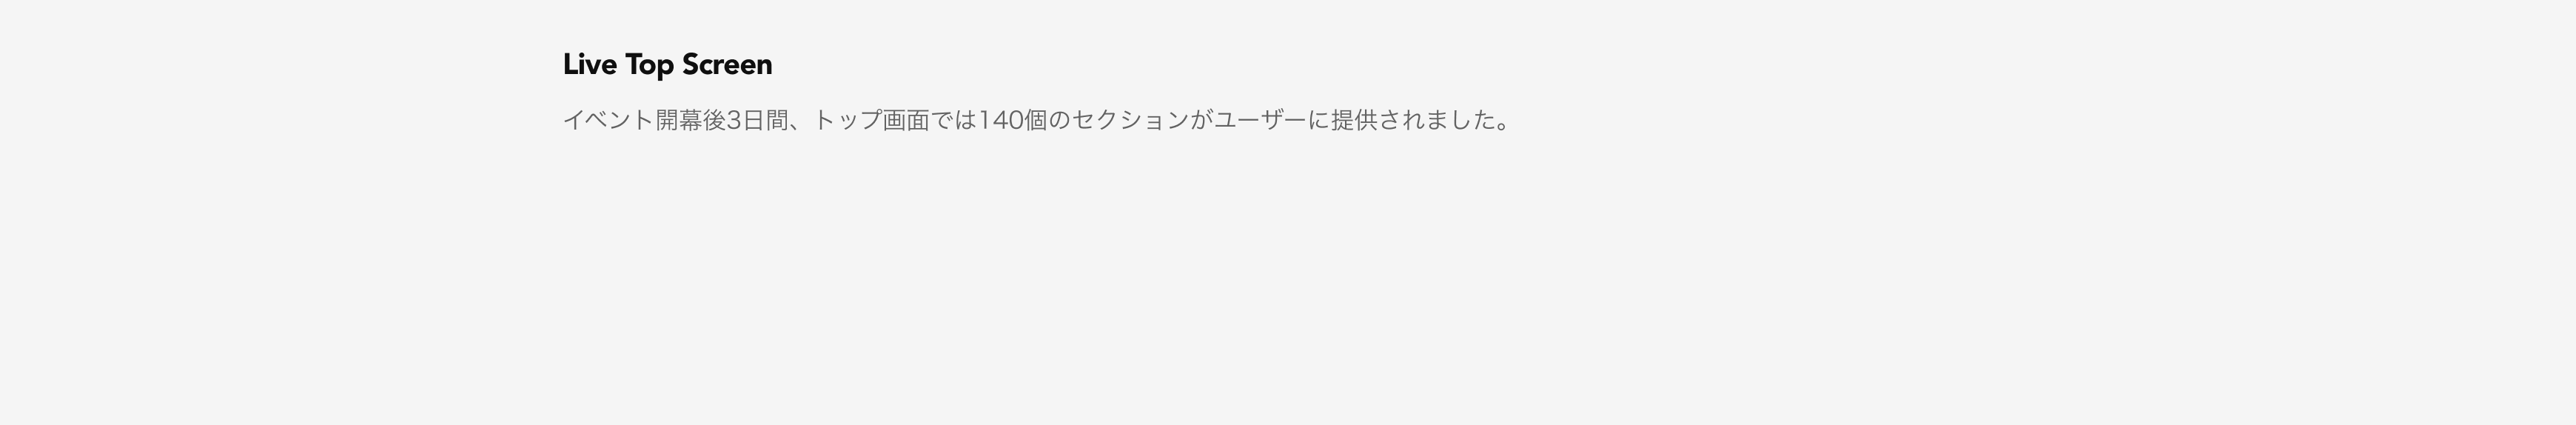 Live Top Screen
イベント開幕後3日間、トップ画面では140個のセクションがユーザーに提供されました。